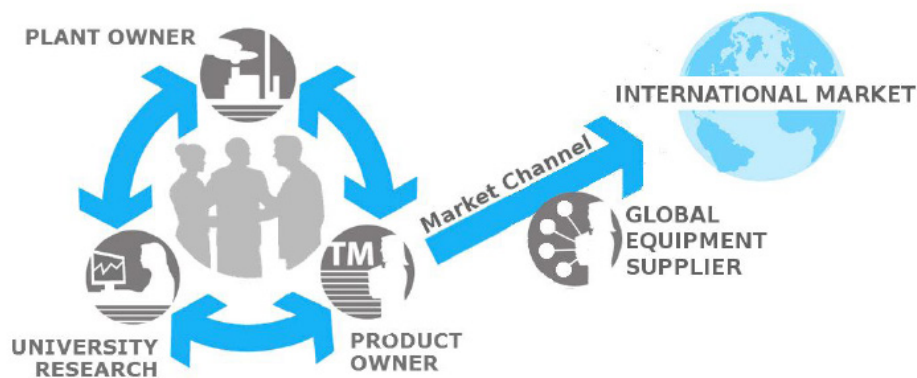 PLANT OWNER
INTERNATIONAL MARKET
Market Channel
GLOBAL
EQUIPMENT
SUPPLIER
TM
UNIVERSITY
RESEARCH
PRODUCT
OWNER